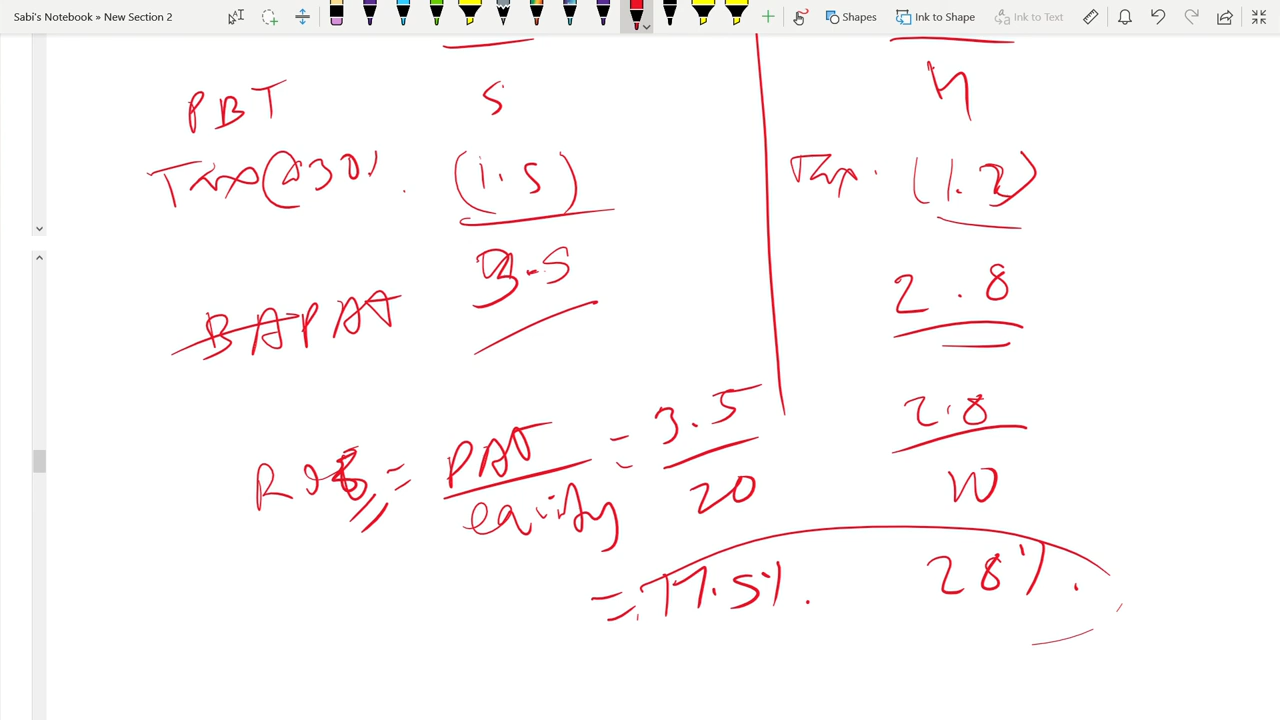 Sabi's Notebook » New Section 2
Shapes
Ink to Shape
Ink to Text
PBT 5 4
Tax @ 30% (1.5) Tax. (1.2)
3.5 2.8
PAT
ROE = PAT / equity = 3.5 / 20 2.8 / 10
= 17.5%. 28%.